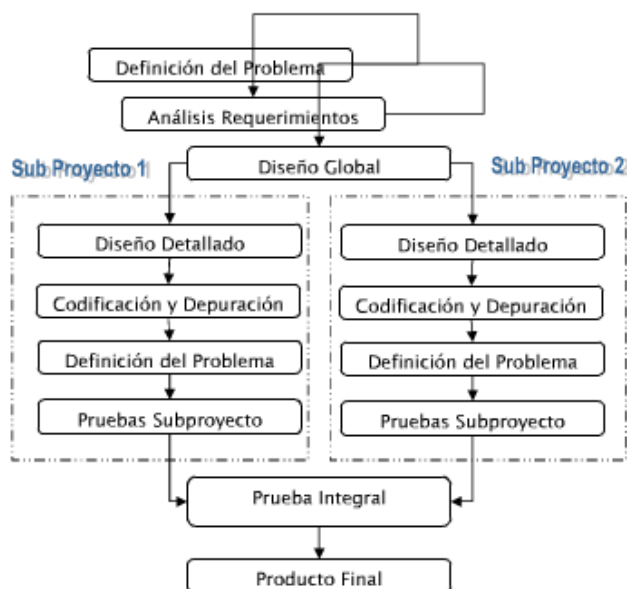 Definición del Problema
Análisis Requerimientos
Sub Proyecto 1
Diseño Global
Sub Proyecto 2
Diseño Detallado
Codificación y Depuración
Definición del Problema
Pruebas Subproyecto
Diseño Detallado
Codificación y Depuración
Definición del Problema
Pruebas Subproyecto
Prueba Integral
Producto Final